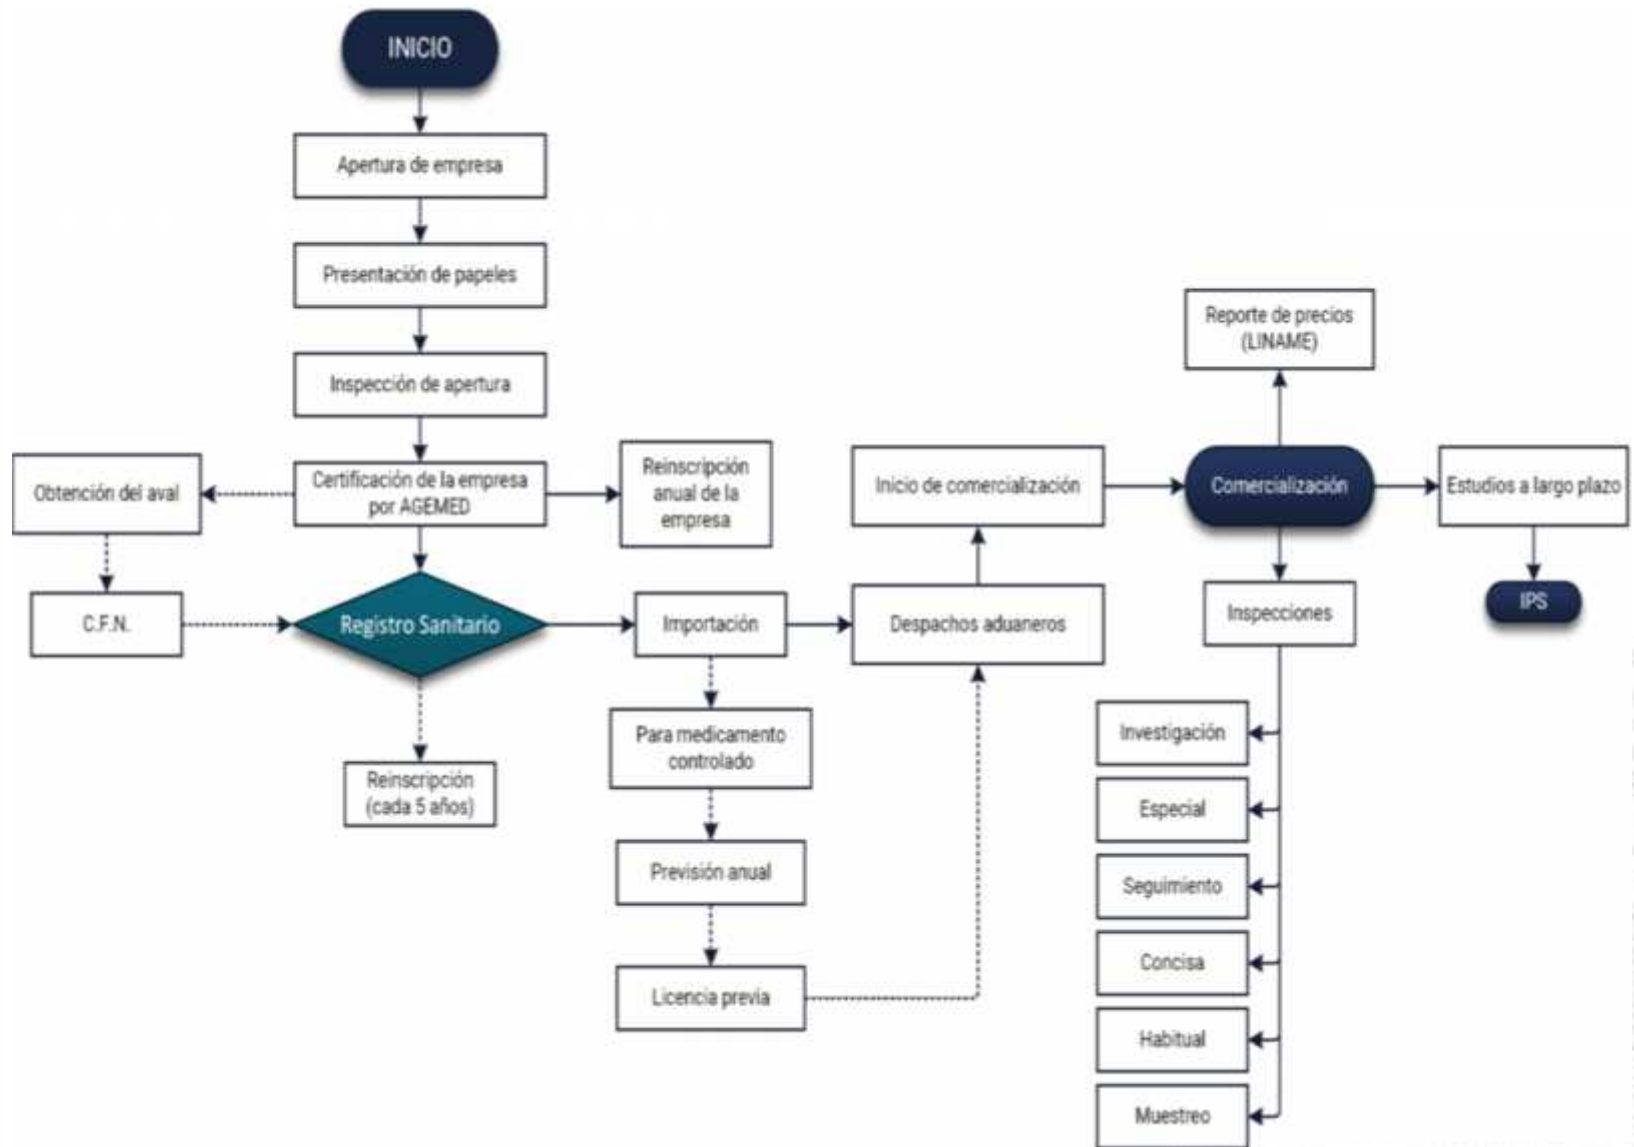 INICIO
Apertura de empresa
Presentación de papeles
Inspección de apertura
Certificación de la empresa
por AGEMED
Obtención del aval
C.F.N.
Reinscripción
anual de la
empresa
Registro Sanitario
Reinscripción
(cada 5 años)
Importación
Para medicamento
controlado
Previsión anual
Licencia previa
Despachos aduaneros
Inicio de comercialización
Comercialización
Reporte de precios
(LINAME)
Estudios a largo plazo
IPS
Inspecciones
Investigación
Especial
Seguimiento
Concisa
Habitual
Muestreo